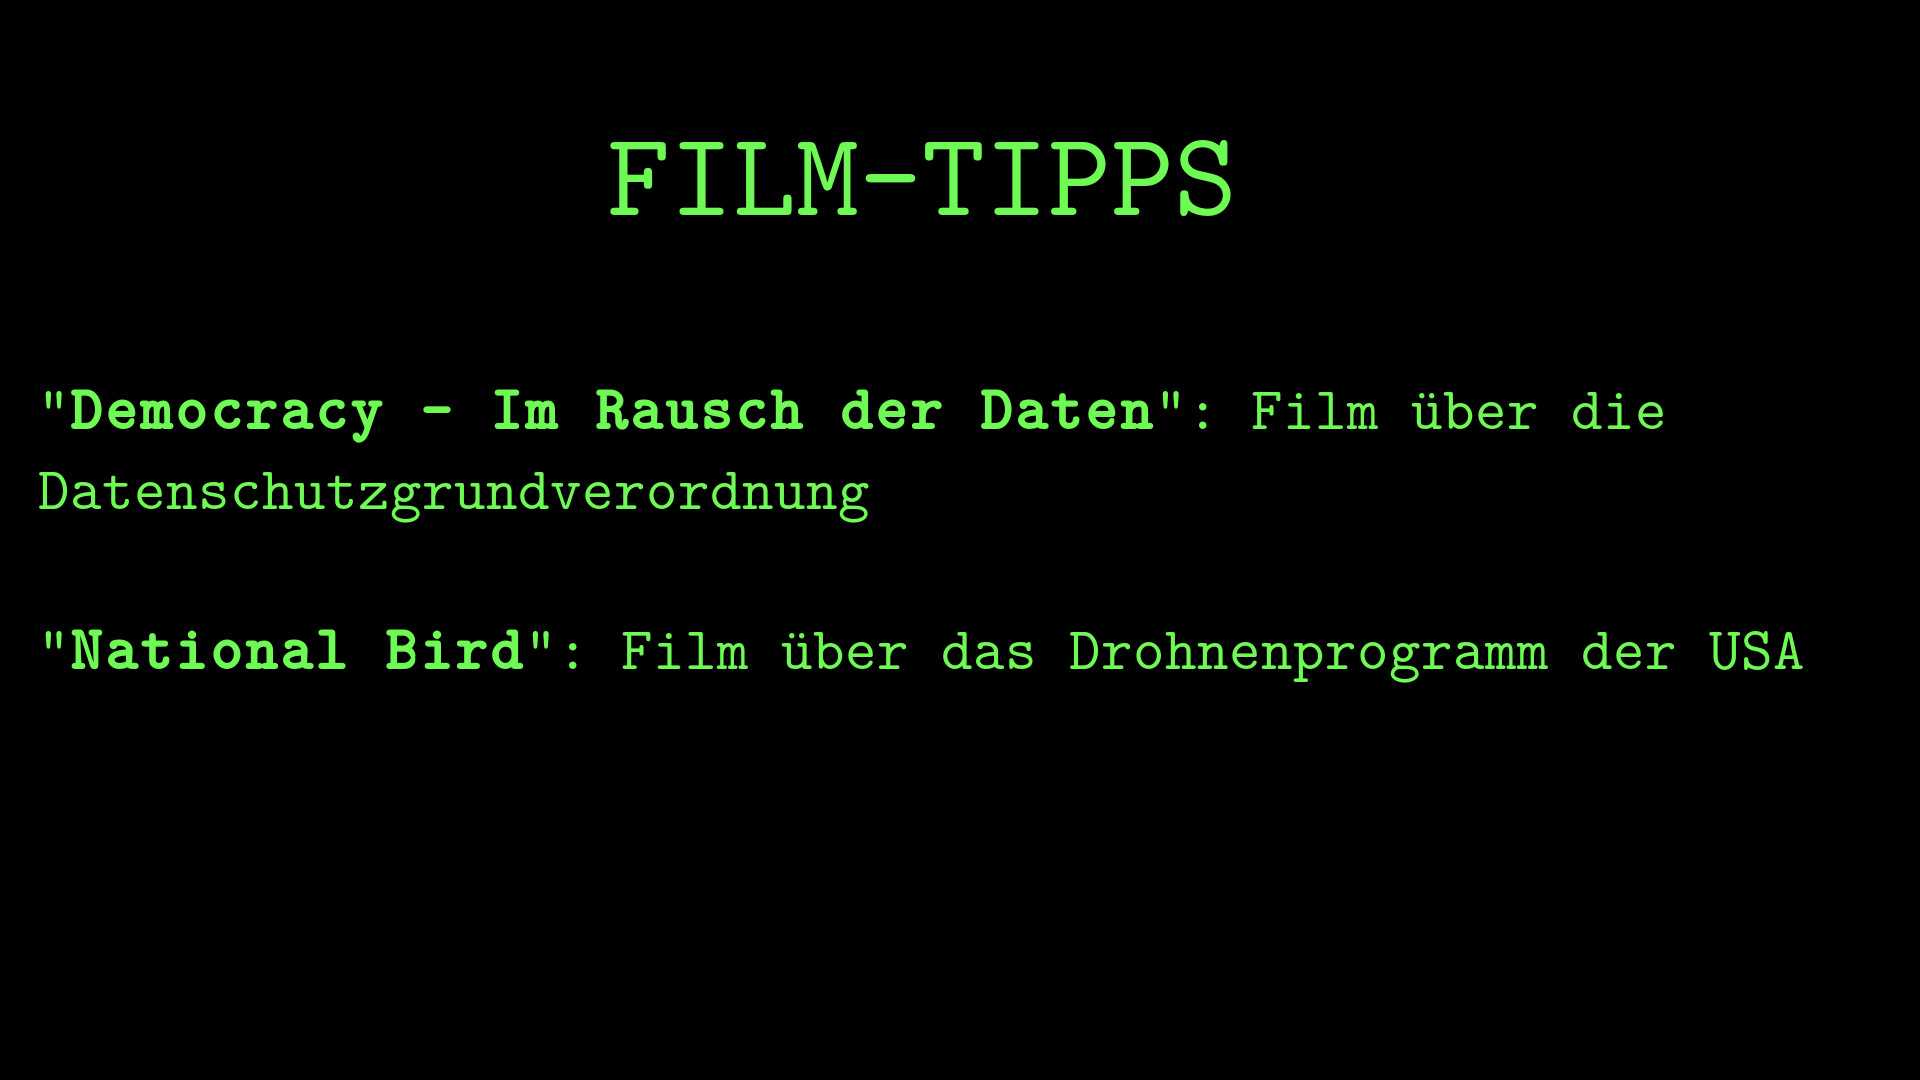 FILM-TIPPS
"Democracy - Im Rausch der Daten": Film über die
Datenschutzgrundverordnung
"National Bird": Film über das Drohnenprogramm der USA